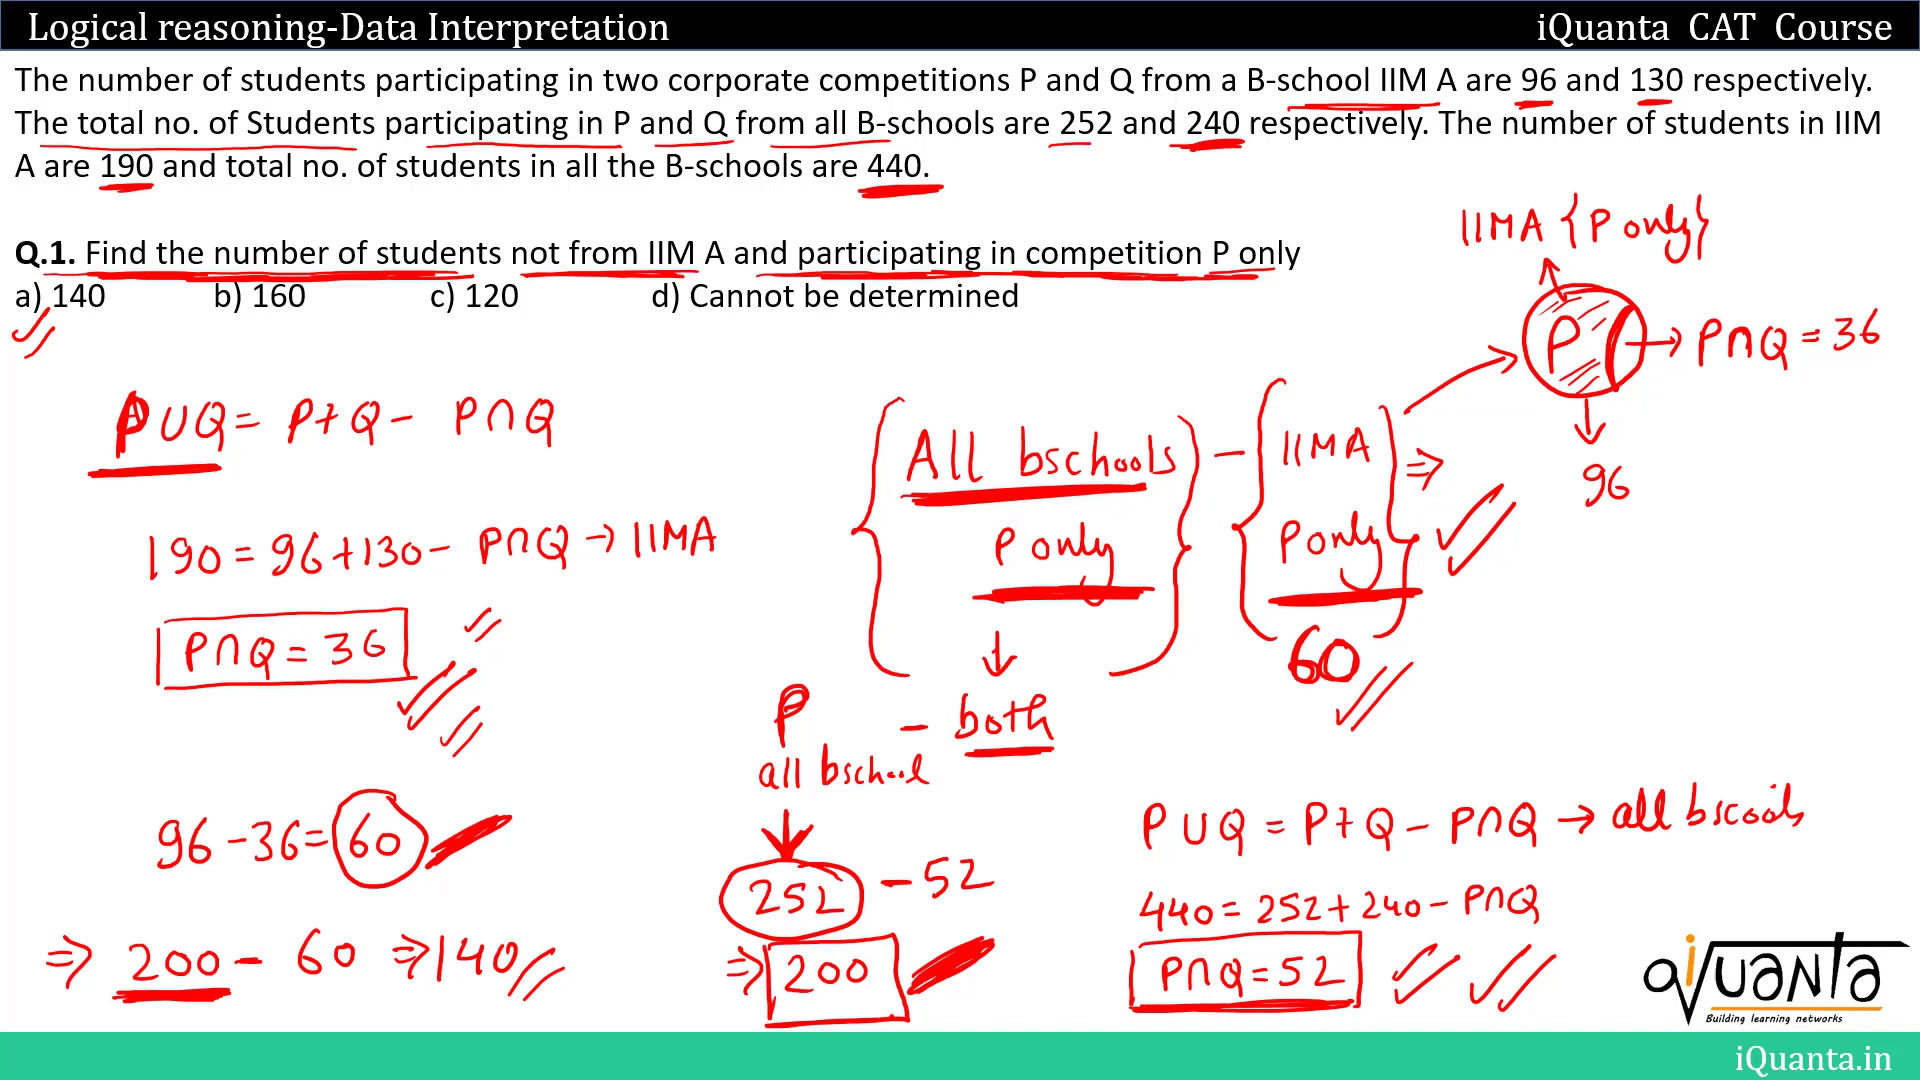 Logical reasoning-Data Interpretation
iQuanta CAT Course
The number of students participating in two corporate competitions P and Q from a B-school IIM A are 96 and 130 respectively.
The total no. of Students participating in P and Q from all B-schools are 252 and 240 respectively. The number of students in IIM
A are 190 and total no. of students in all the B-schools are 440.
Q.1. Find the number of students not from IIM A and participating in competition P only
a) 140 b) 160 c) 120 d) Cannot be determined
IIMA {P only}
P → P∩Q = 36
96
P∪Q = P+Q - P∩Q
190 = 96+130 - P∩Q → IIMA
P∩Q = 36
96 - 36 = 60
⇒ 200 - 60 ⇒ 140
{All bschools - {IIMA ⇒
P only} P only}
60
P - both
all bschool
252 - 52
⇒ 200
P∪Q = P+Q - P∩Q → all bscools
440 = 252+240 - P∩Q
P∩Q = 52
iQuanta
Building learning networks
iQuanta.in